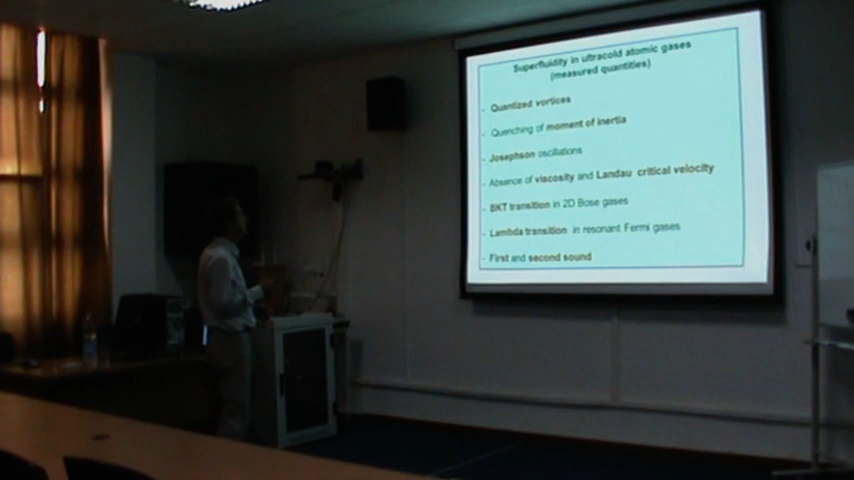 Superfluidity in ultracold atomic gases
(measured quantities)
- Quantized vortices
- Quenching of moment of inertia
- Josephson oscillations
- Absence of viscosity and Landau critical velocity
- BKT transition in 2D Bose gases
- Lambda transition in resonant Fermi gases
- First and second sound